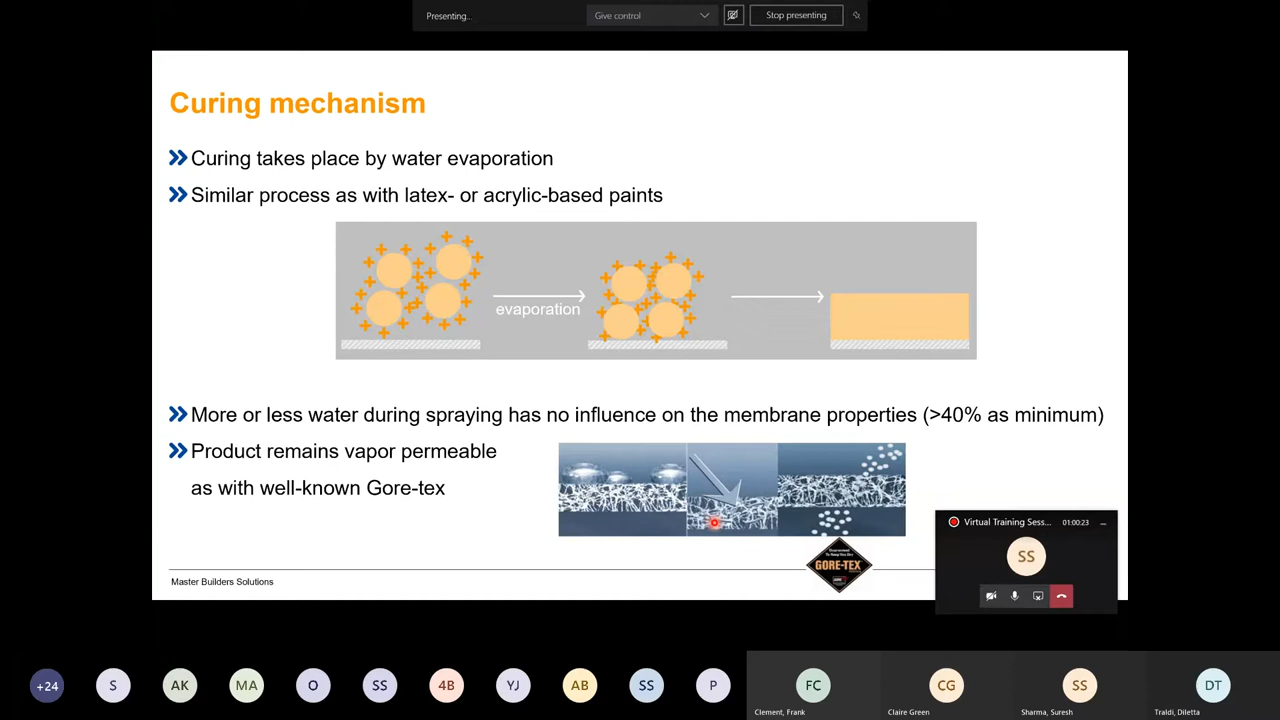 Presenting...
Give control
Stop presenting
Curing mechanism
Curing takes place by water evaporation
Similar process as with latex- or acrylic-based paints
evaporation
More or less water during spraying has no influence on the membrane properties (>40% as minimum)
Product remains vapor permeable
as with well-known Gore-tex
Virtual Training Sess...
01:00:23
SS
GORE-TEX
Master Builders Solutions
+24
S
AK
MA
O
SS
4B
YJ
AB
SS
P
FC
CG
SS
DT
Clement, Frank
Claire Green
Sharma, Suresh
Traldi, Diletta